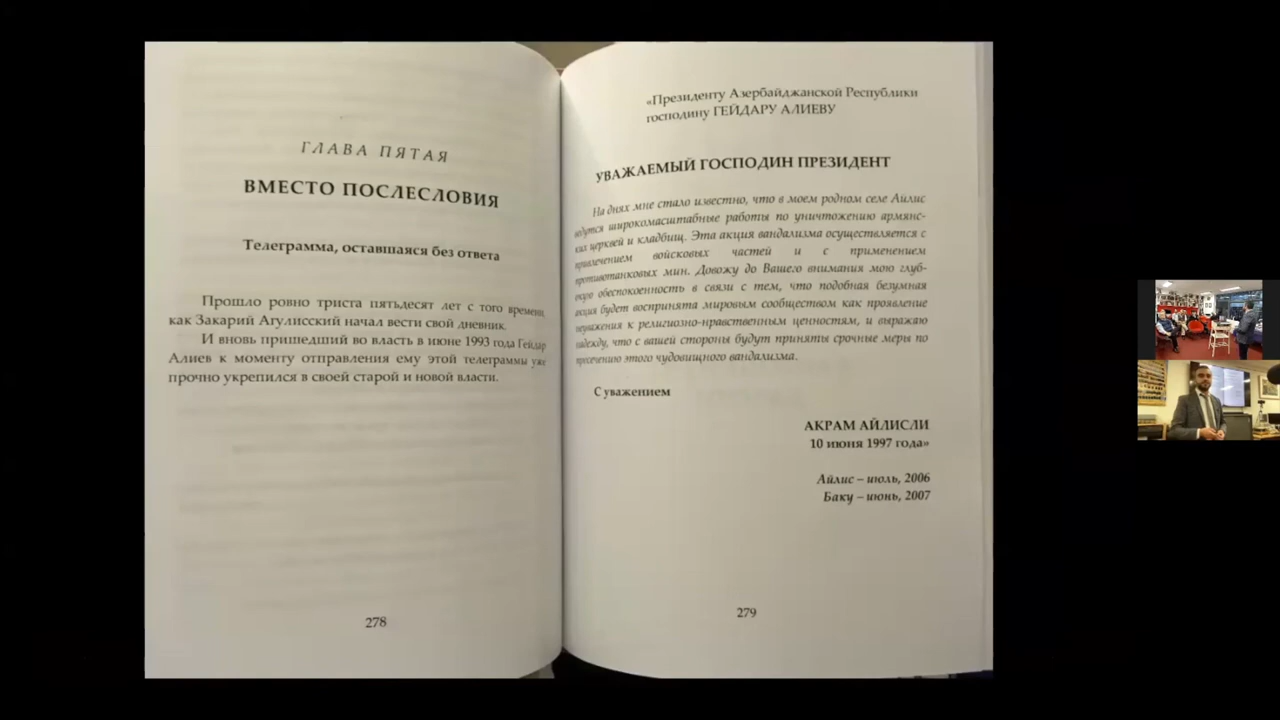 ГЛАВА ПЯТАЯ
ВМЕСТО ПОСЛЕСЛОВИЯ
Телеграмма, оставшаяся без ответа
Прошло ровно триста пятьдесят лет с того времени,
как Закарий Агулисский начал вести свой дневник.
И вновь пришедший во власть в июне 1993 года Гейдар
Алиев к моменту отправления ему этой телеграммы уже
прочно укрепился в своей старой и новой власти.
278
«Президенту Азербайджанской Республики
господину ГЕЙДАРУ АЛИЕВУ
УВАЖАЕМЫЙ ГОСПОДИН ПРЕЗИДЕНТ
На днях мне стало известно, что в моем родном селе Айлис
ведутся широкомасштабные работы по уничтожению армянс-
ких церквей и кладбищ. Эта акция вандализма осуществляется с
привлечением войсковых частей и с применением
противотанковых мин. Довожу до Вашего внимания мою глуб-
окую обеспокоенность в связи с тем, что подобная безумная
акция будет воспринята мировым сообществом как проявление
неуважения к религиозно-нравственным ценностям, и выражаю
надежду, что с вашей стороны будут приняты срочные меры по
пресечению этого чудовищного вандализма.
С уважением
АКРАМ АЙЛИСЛИ
10 июня 1997 года»
Айлис – июль, 2006
Баку – июнь, 2007
279